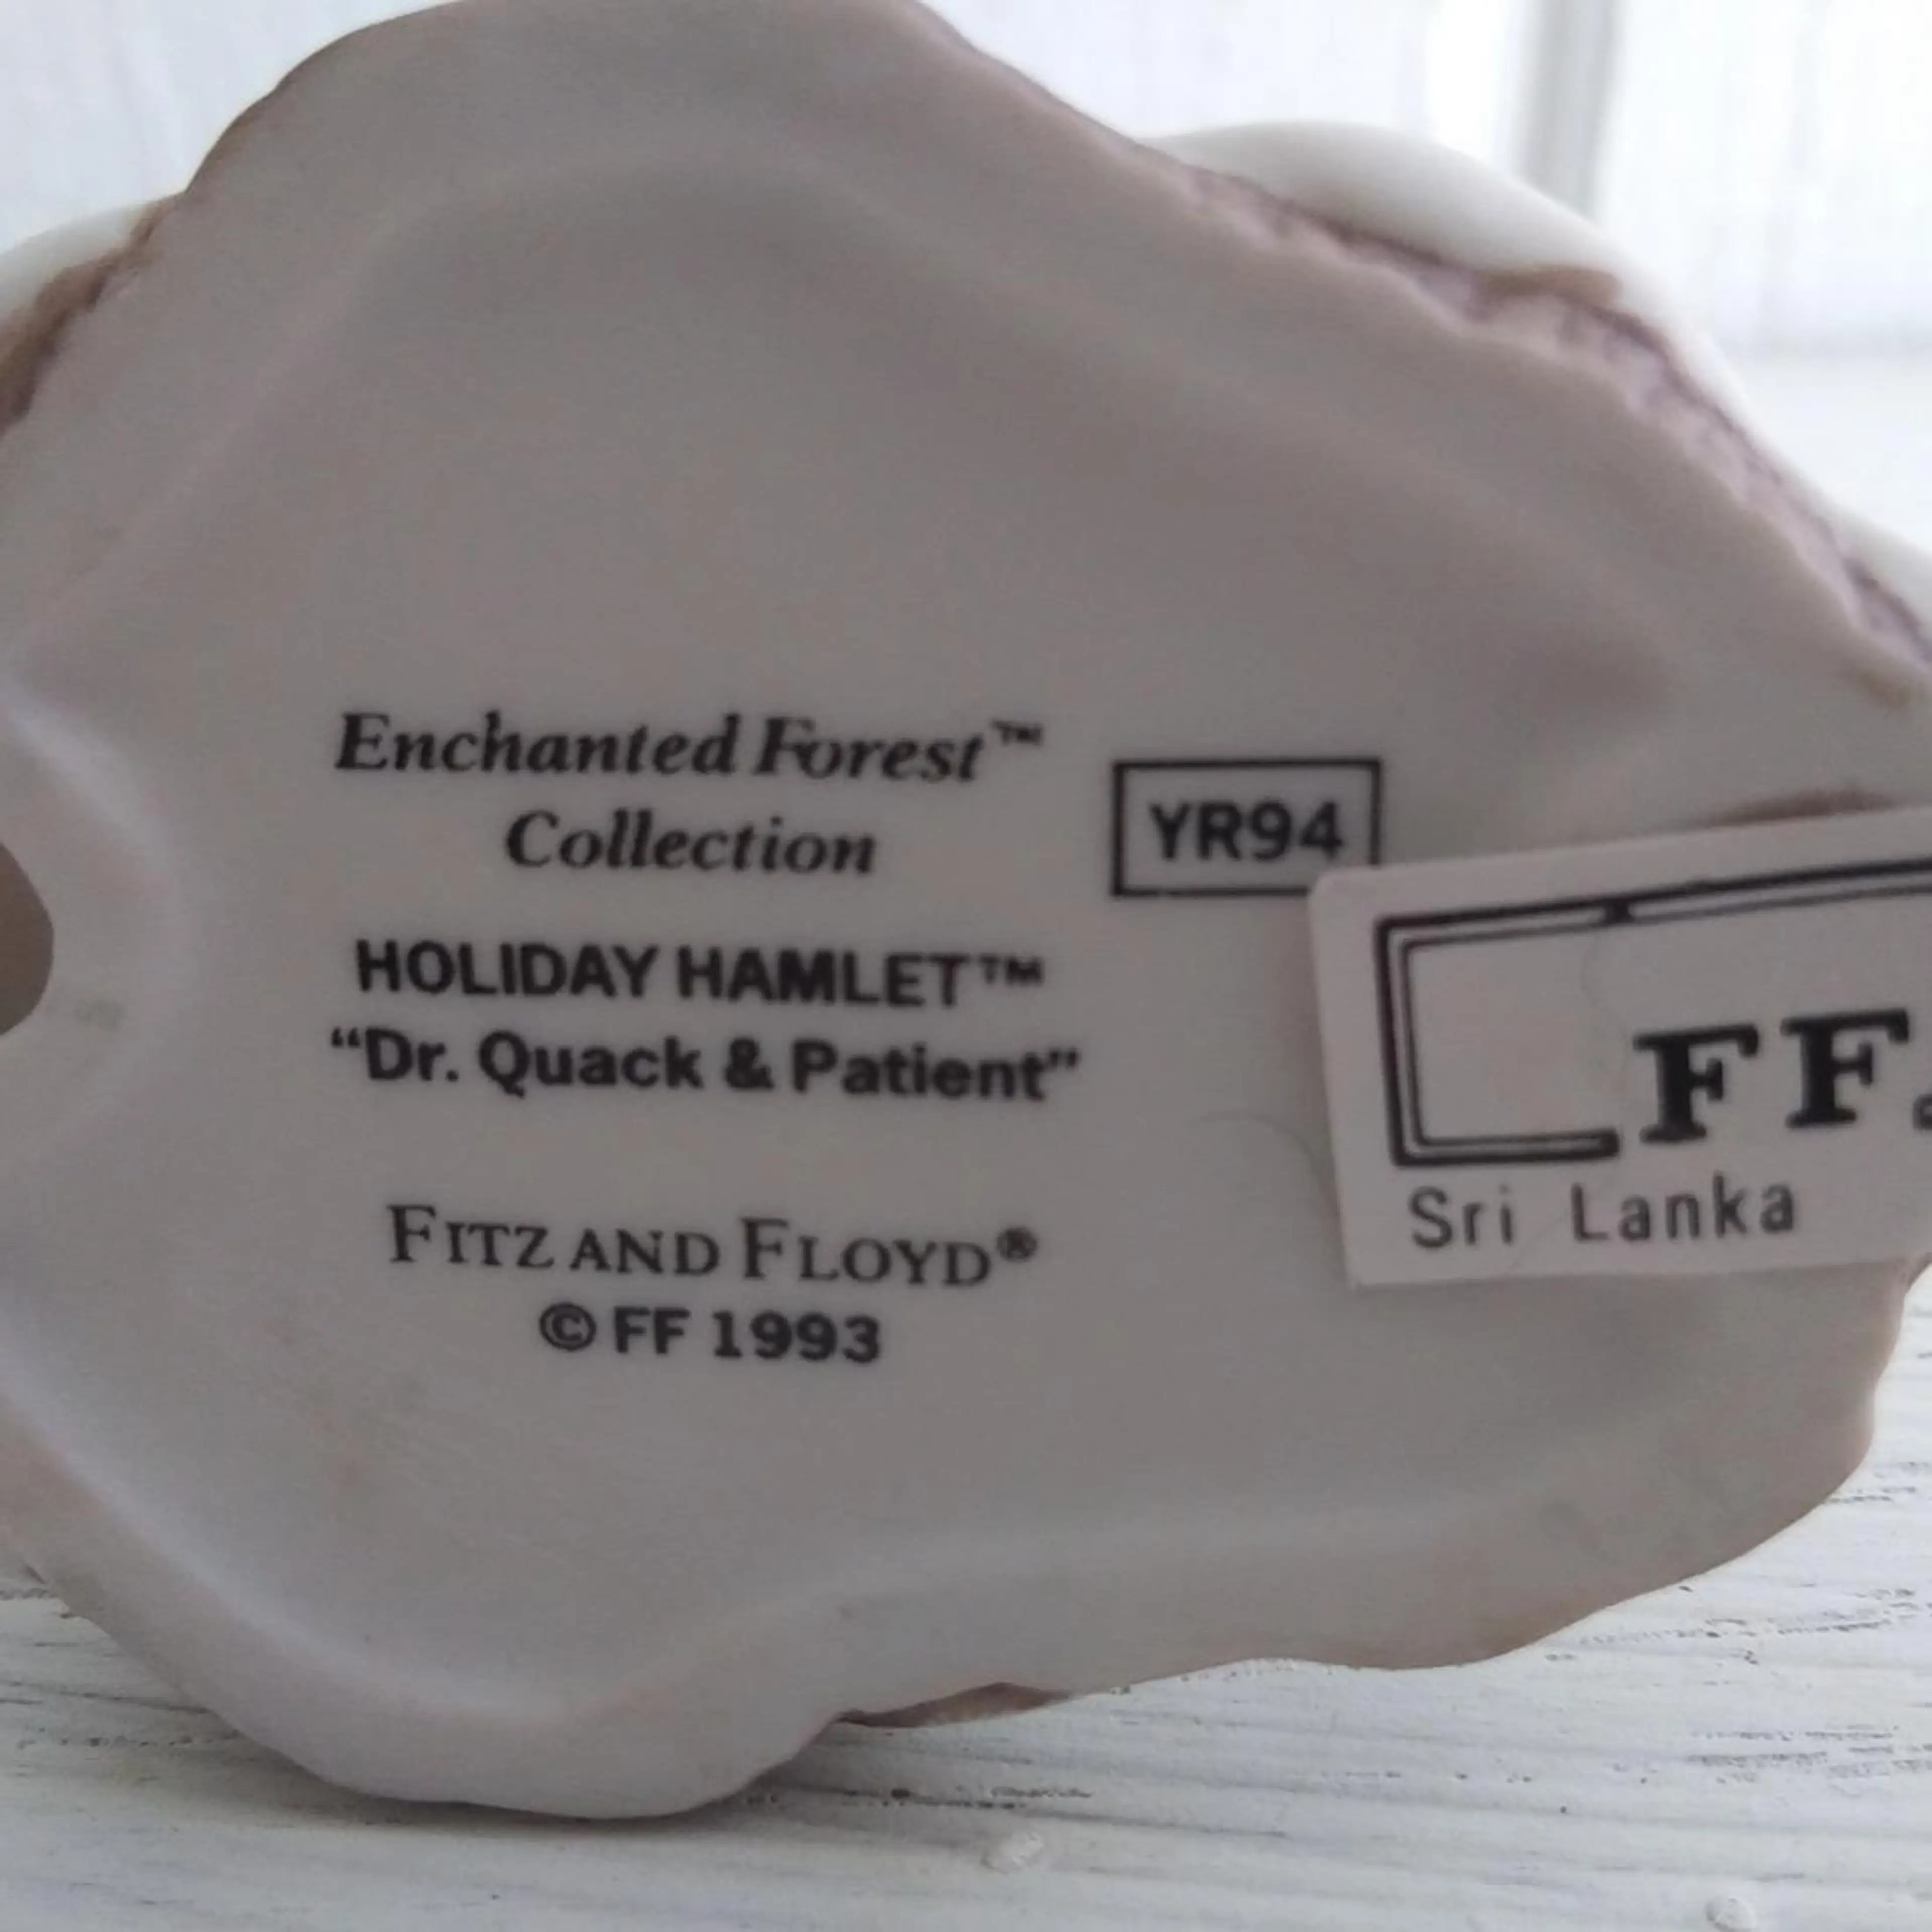 Enchanted Forest™
Collection
YR94
HOLIDAY HAMLET™
“Dr. Quack & Patient”
FITZ AND FLOYD®
© FF 1993
FF
Sri Lanka